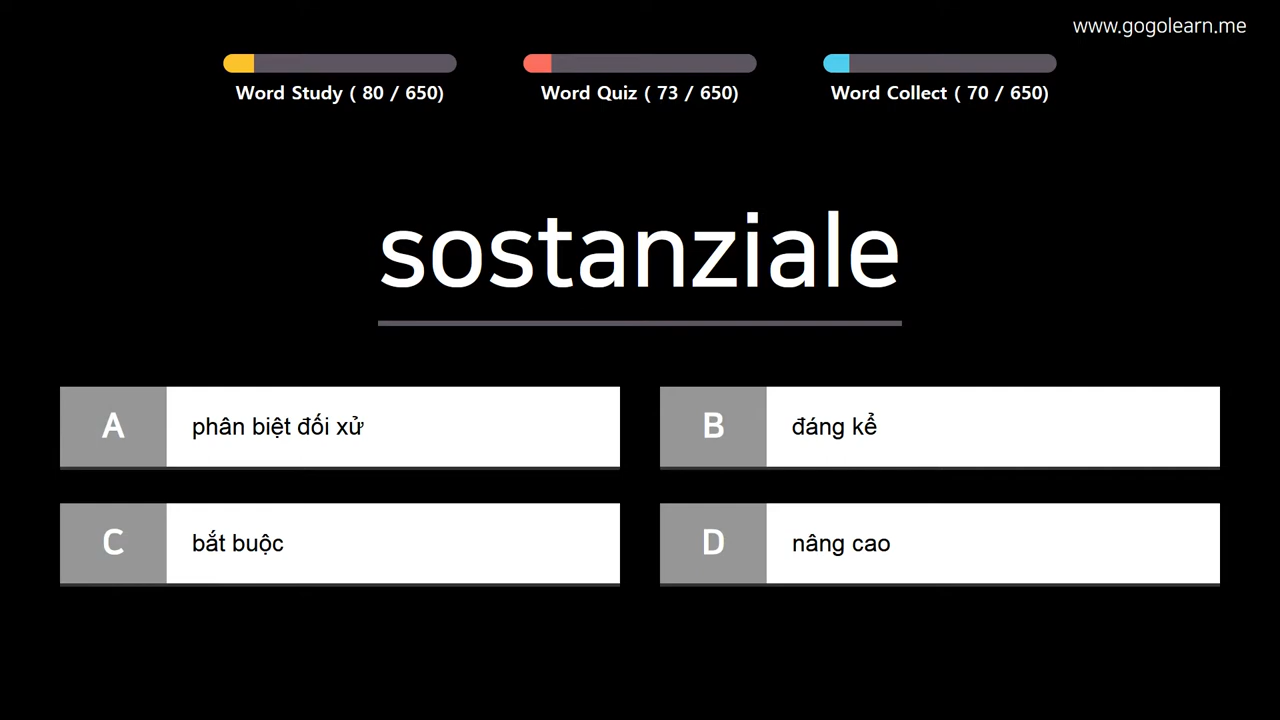 www.gogolearn.me
Word Study ( 80 / 650)
Word Quiz ( 73 / 650)
Word Collect ( 70 / 650)
sostanziale
A phân biệt đối xử
B đáng kể
C bắt buộc
D nâng cao